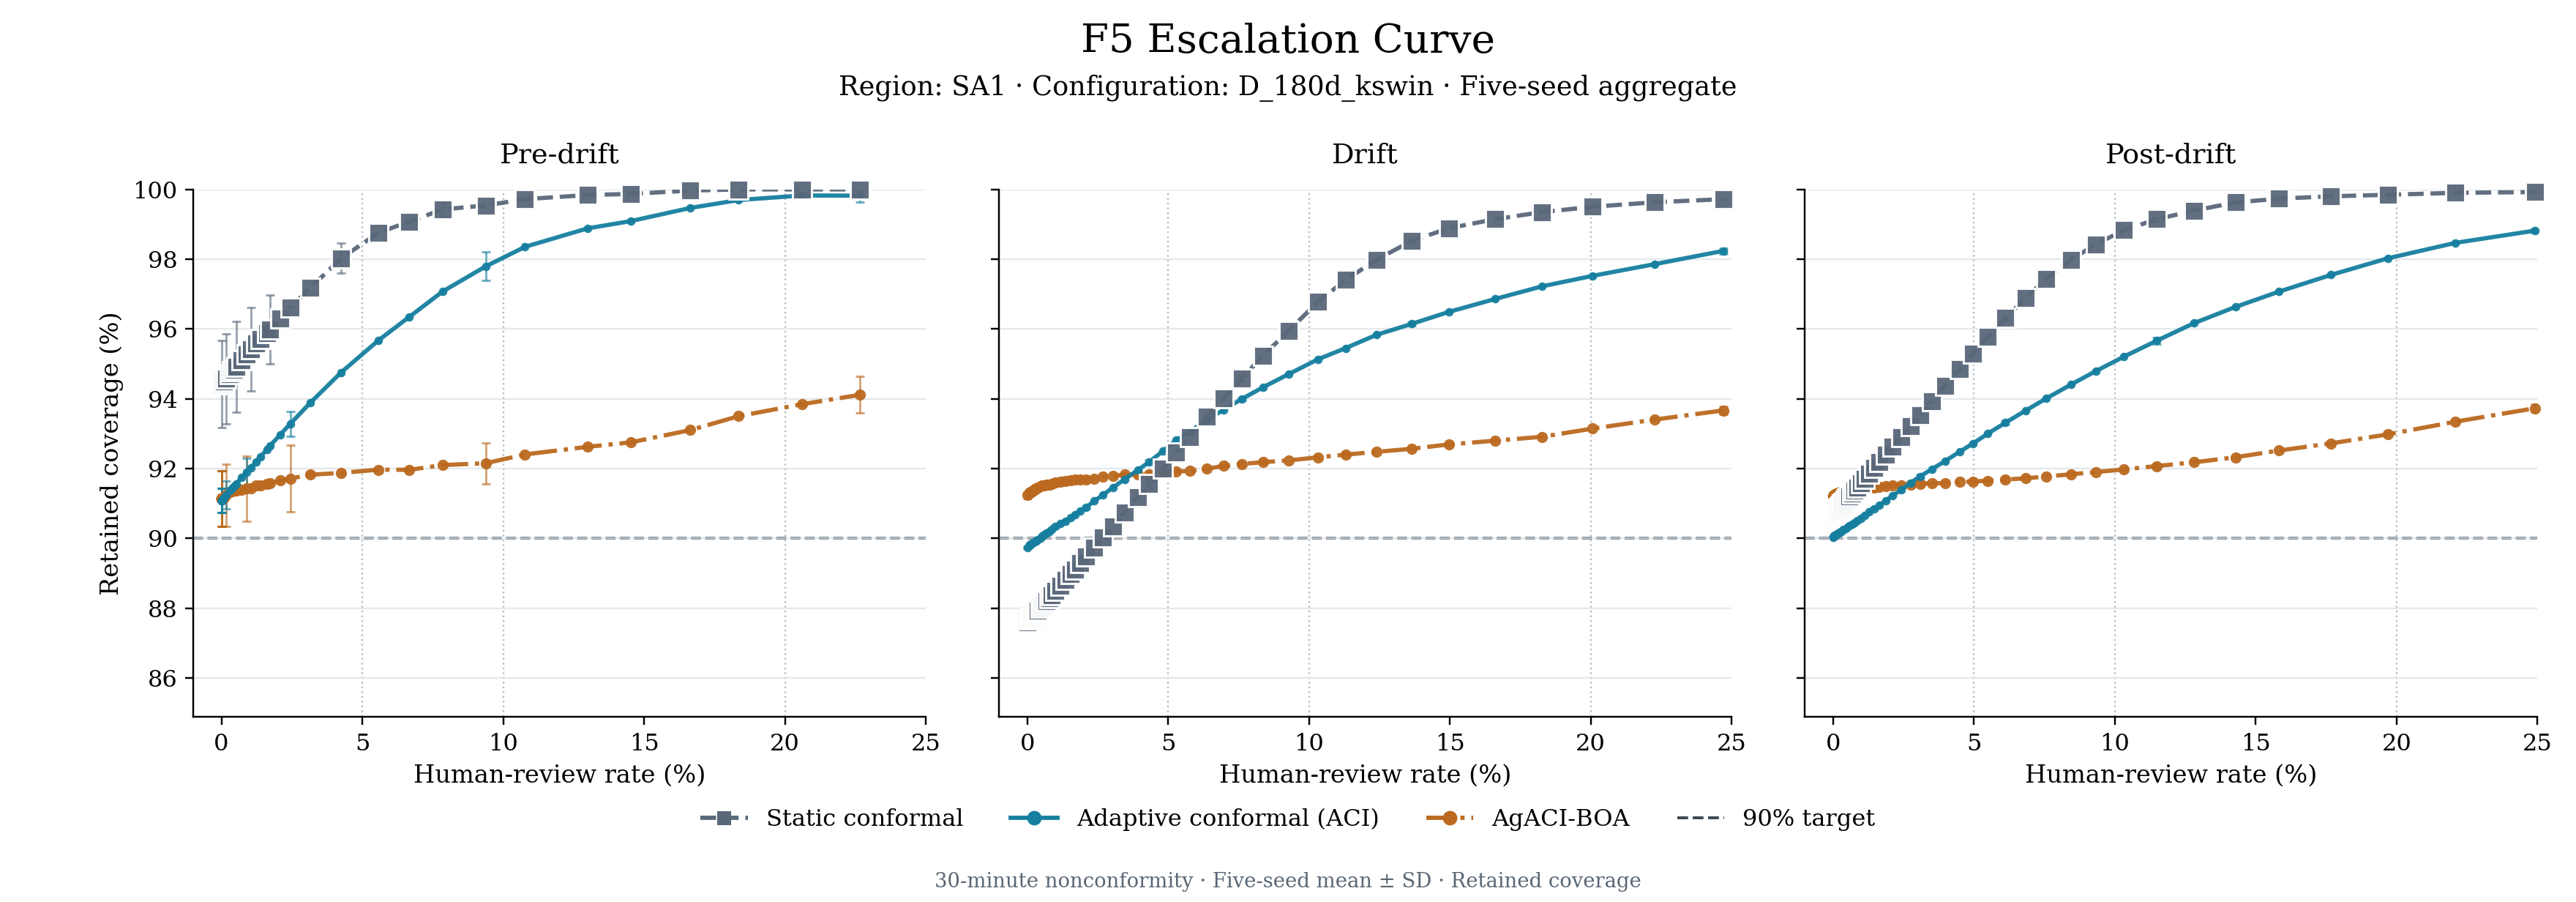 F5 Escalation Curve
Region: SA1 · Configuration: D_180d_kswin · Five-seed aggregate
Pre-drift
Drift
Post-drift
Retained coverage (%)
100
98
96
94
92
90
88
86
0 5 10 15 20 25
0 5 10 15 20 25
0 5 10 15 20 25
Human-review rate (%)
Human-review rate (%)
Human-review rate (%)
Static conformal
Adaptive conformal (ACI)
AgACI-BOA
90% target
30-minute nonconformity · Five-seed mean ± SD · Retained coverage